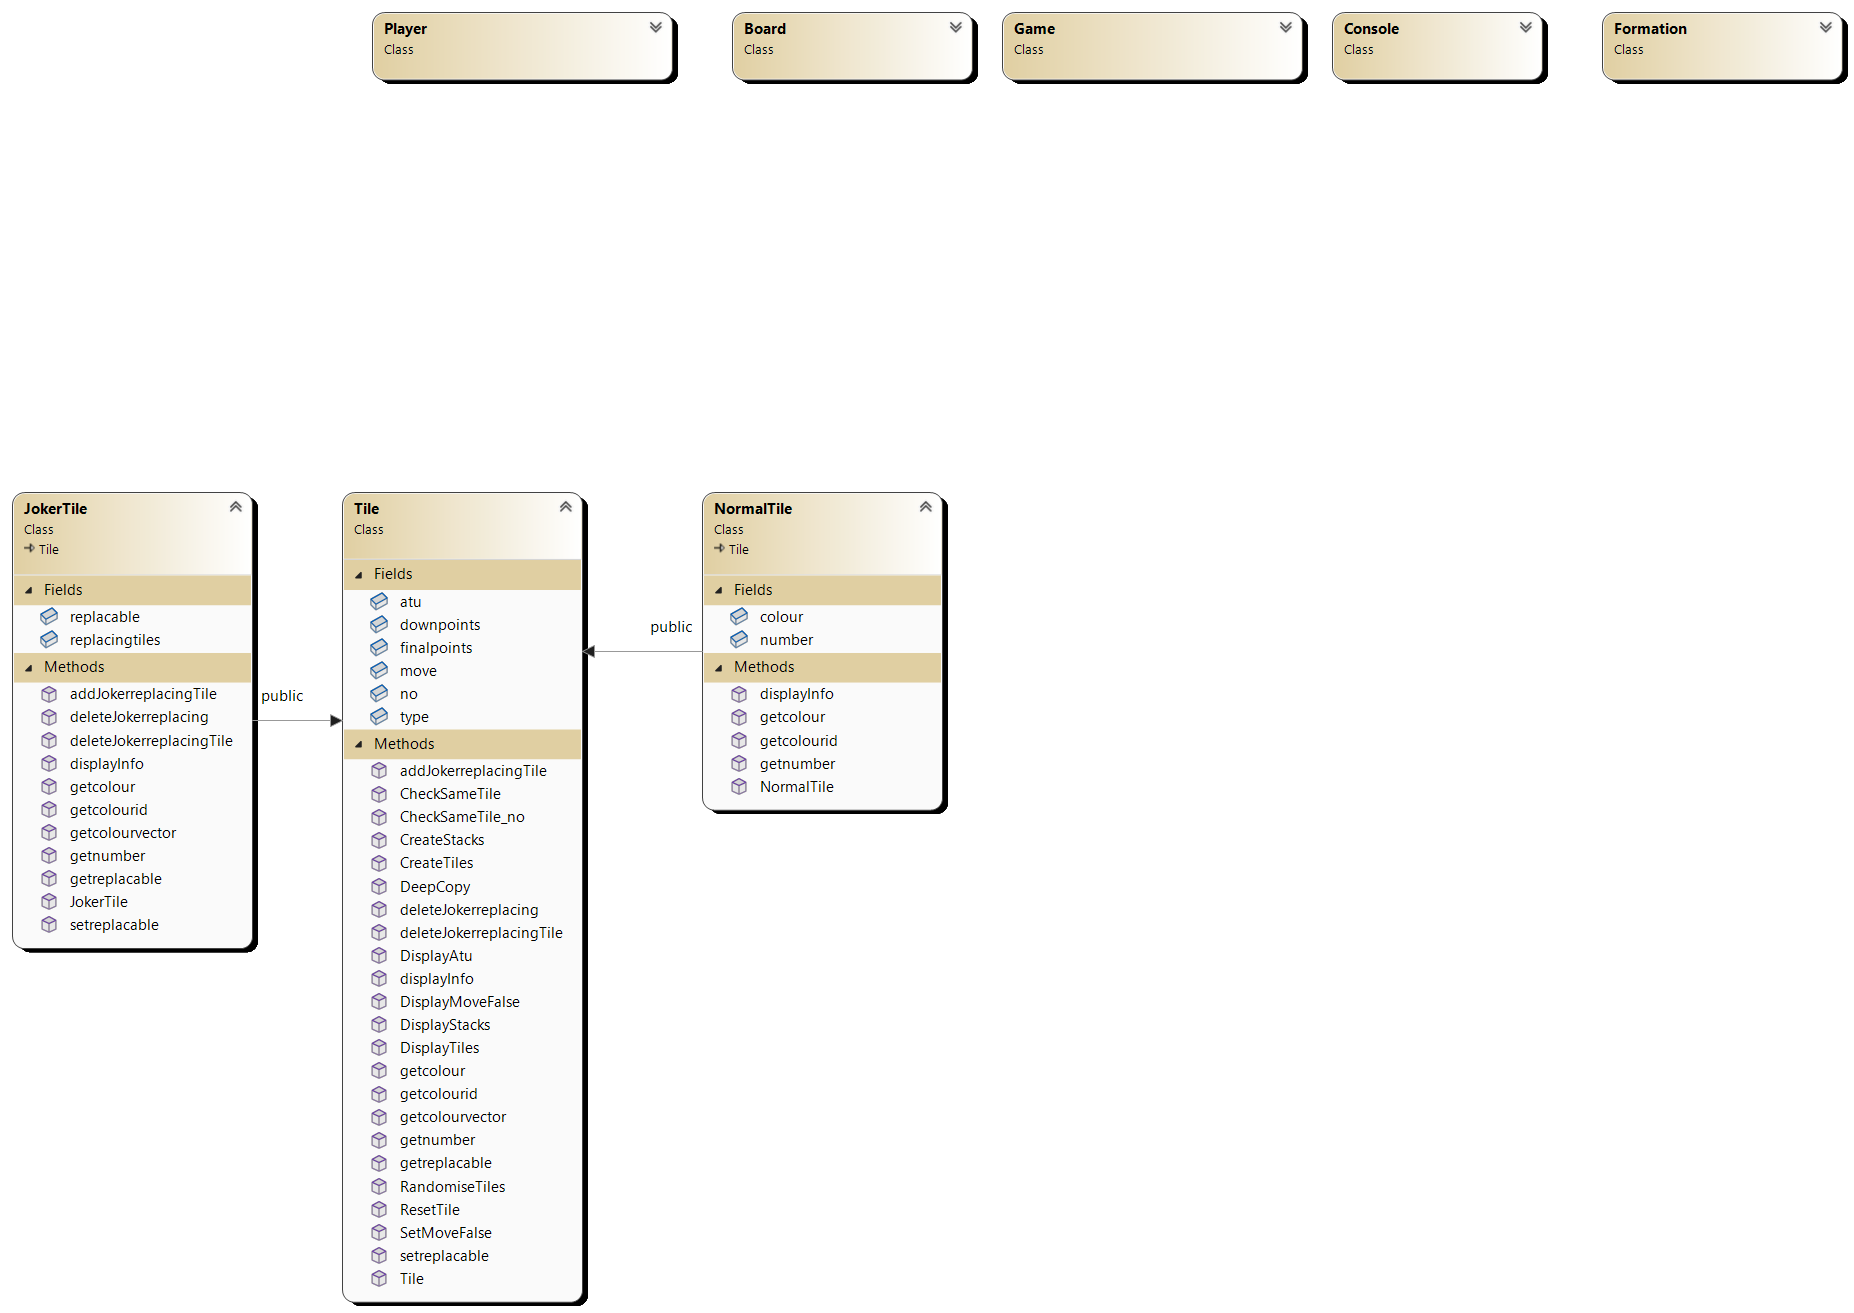 Player
Class
Board
Class
Game
Class
Console
Class
Formation
Class
JokerTile
Class
Tile
Fields
replacable
replacingtiles
Methods
addJokerreplacingTile
deleteJokerreplacing
deleteJokerreplacingTile
displayInfo
getcolour
getcolourid
getcolourvector
getnumber
getreplacable
JokerTile
setreplacable
public
Tile
Class
Fields
atu
downpoints
finalpoints
move
no
type
Methods
addJokerreplacingTile
CheckSameTile
CheckSameTile_no
CreateStacks
CreateTiles
DeepCopy
deleteJokerreplacing
deleteJokerreplacingTile
DisplayAtu
displayInfo
DisplayMoveFalse
DisplayStacks
DisplayTiles
getcolour
getcolourid
getcolourvector
getnumber
getreplacable
RandomiseTiles
ResetTile
SetMoveFalse
setreplacable
Tile
public
NormalTile
Class
Tile
Fields
colour
number
Methods
displayInfo
getcolour
getcolourid
getnumber
NormalTile